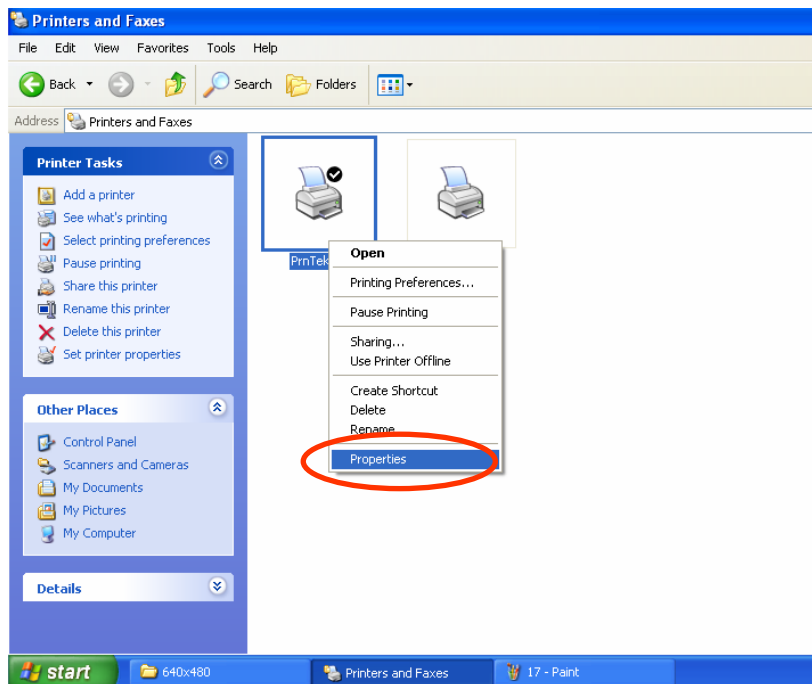 Printers and Faxes
File Edit View Favorites Tools Help
Back Search Folders
Address Printers and Faxes
Printer Tasks
Add a printer
See what's printing
Select printing preferences
Pause printing
Share this printer
Rename this printer
Delete this printer
Set printer properties
Other Places
Control Panel
Scanners and Cameras
My Documents
My Pictures
My Computer
Details
PrnTek
Open
Printing Preferences...
Pause Printing
Sharing...
Use Printer Offline
Create Shortcut
Delete
Rename
Properties
start 640x480 Printers and Faxes 17 - Paint